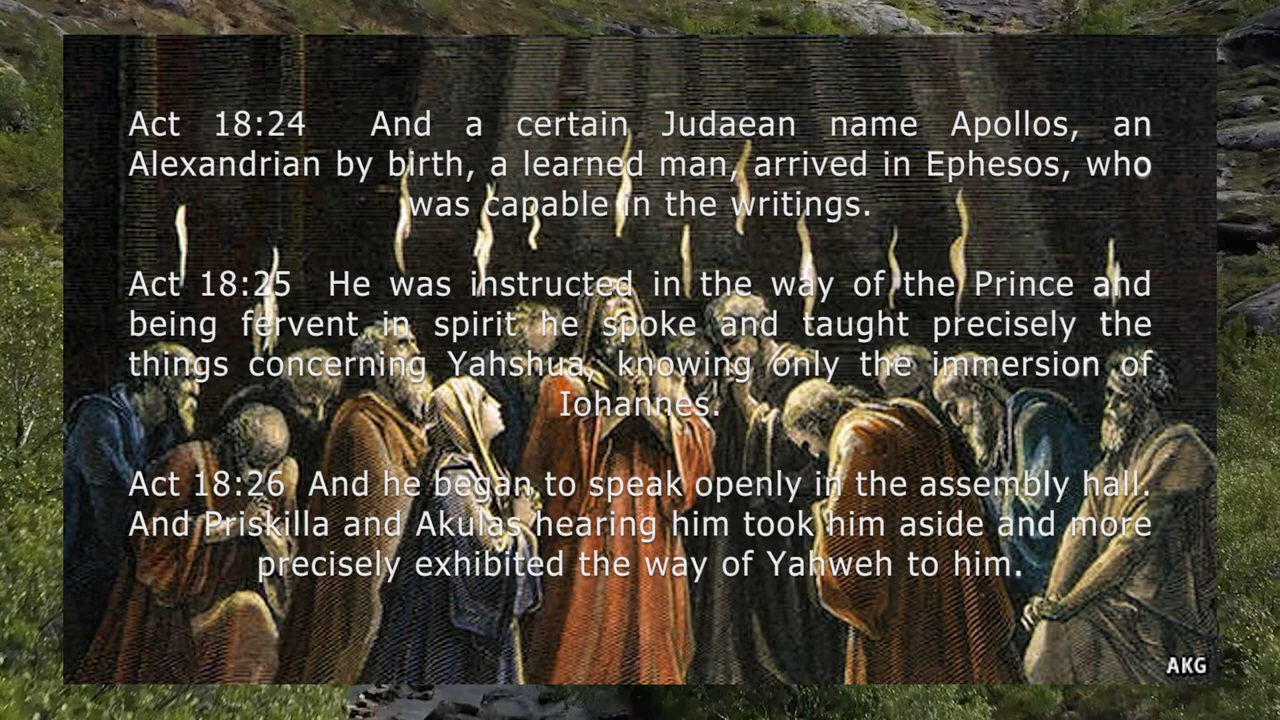 Act 18:24 And a certain Judaean name Apollos, an
Alexandrian by birth, a learned man, arrived in Ephesos, who
was capable in the writings.
Act 18:25 He was instructed in the way of the Prince and
being fervent in spirit he spoke and taught precisely the
things concerning Yahshua, knowing only the immersion of
Iohannes.
Act 18:26 And he began to speak openly in the assembly hall.
And Priskilla and Akulas hearing him took him aside and more
precisely exhibited the way of Yahweh to him.
AKG